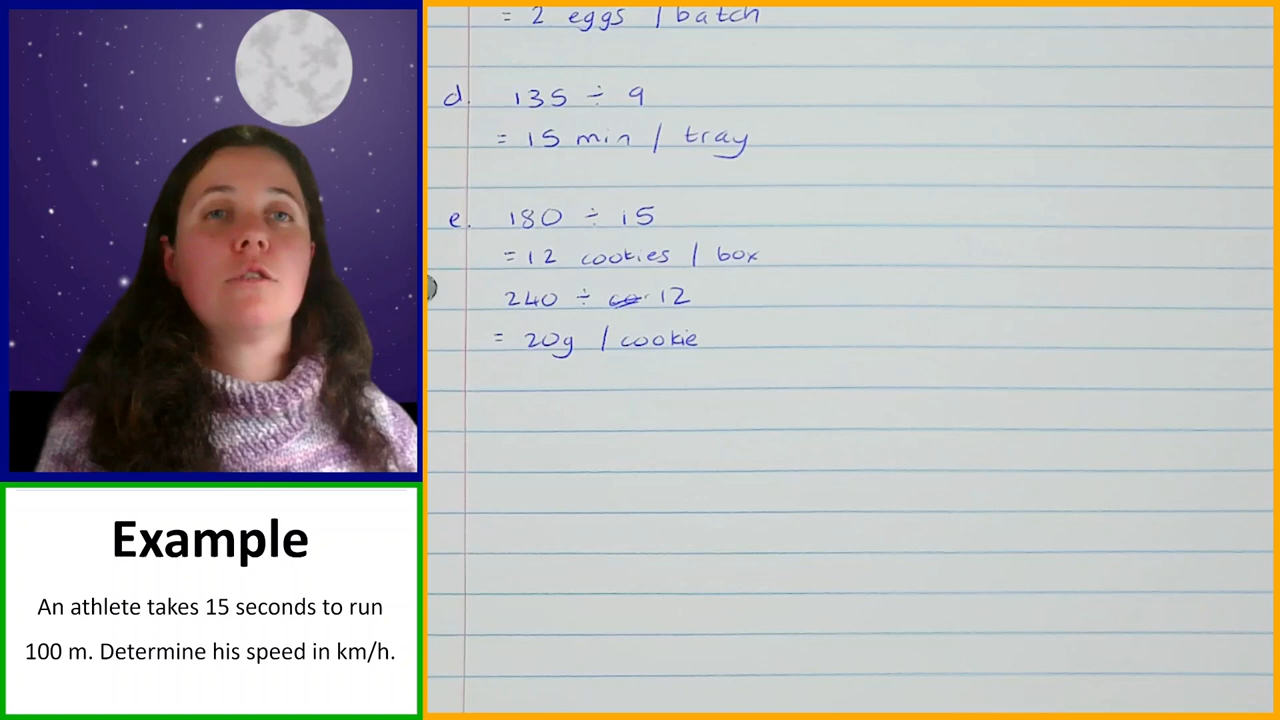 = 2 eggs / batch
d. 135 ÷ 9
= 15 min / tray
e. 180 ÷ 15
= 12 cookies / box
240 ÷ 12
= 20g / cookie
Example
An athlete takes 15 seconds to run
100 m. Determine his speed in km/h.